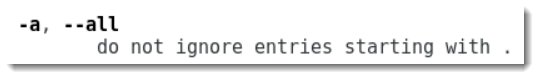 -a, --all
do not ignore entries starting with .